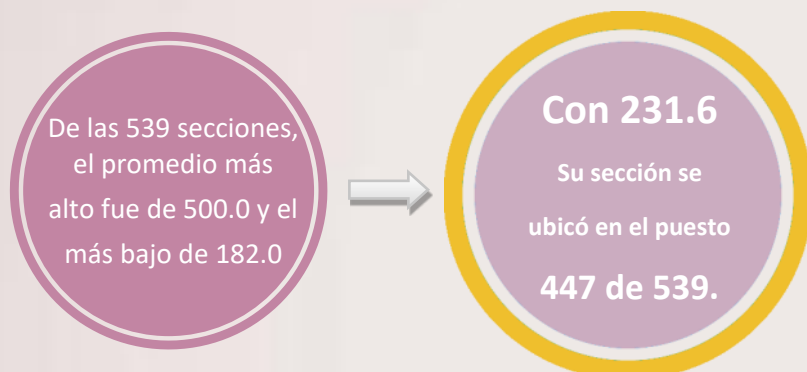 De las 539 secciones,
el promedio más
alto fue de 500.0 y el
más bajo de 182.0
Con 231.6
Su sección se
ubicó en el puesto
447 de 539.